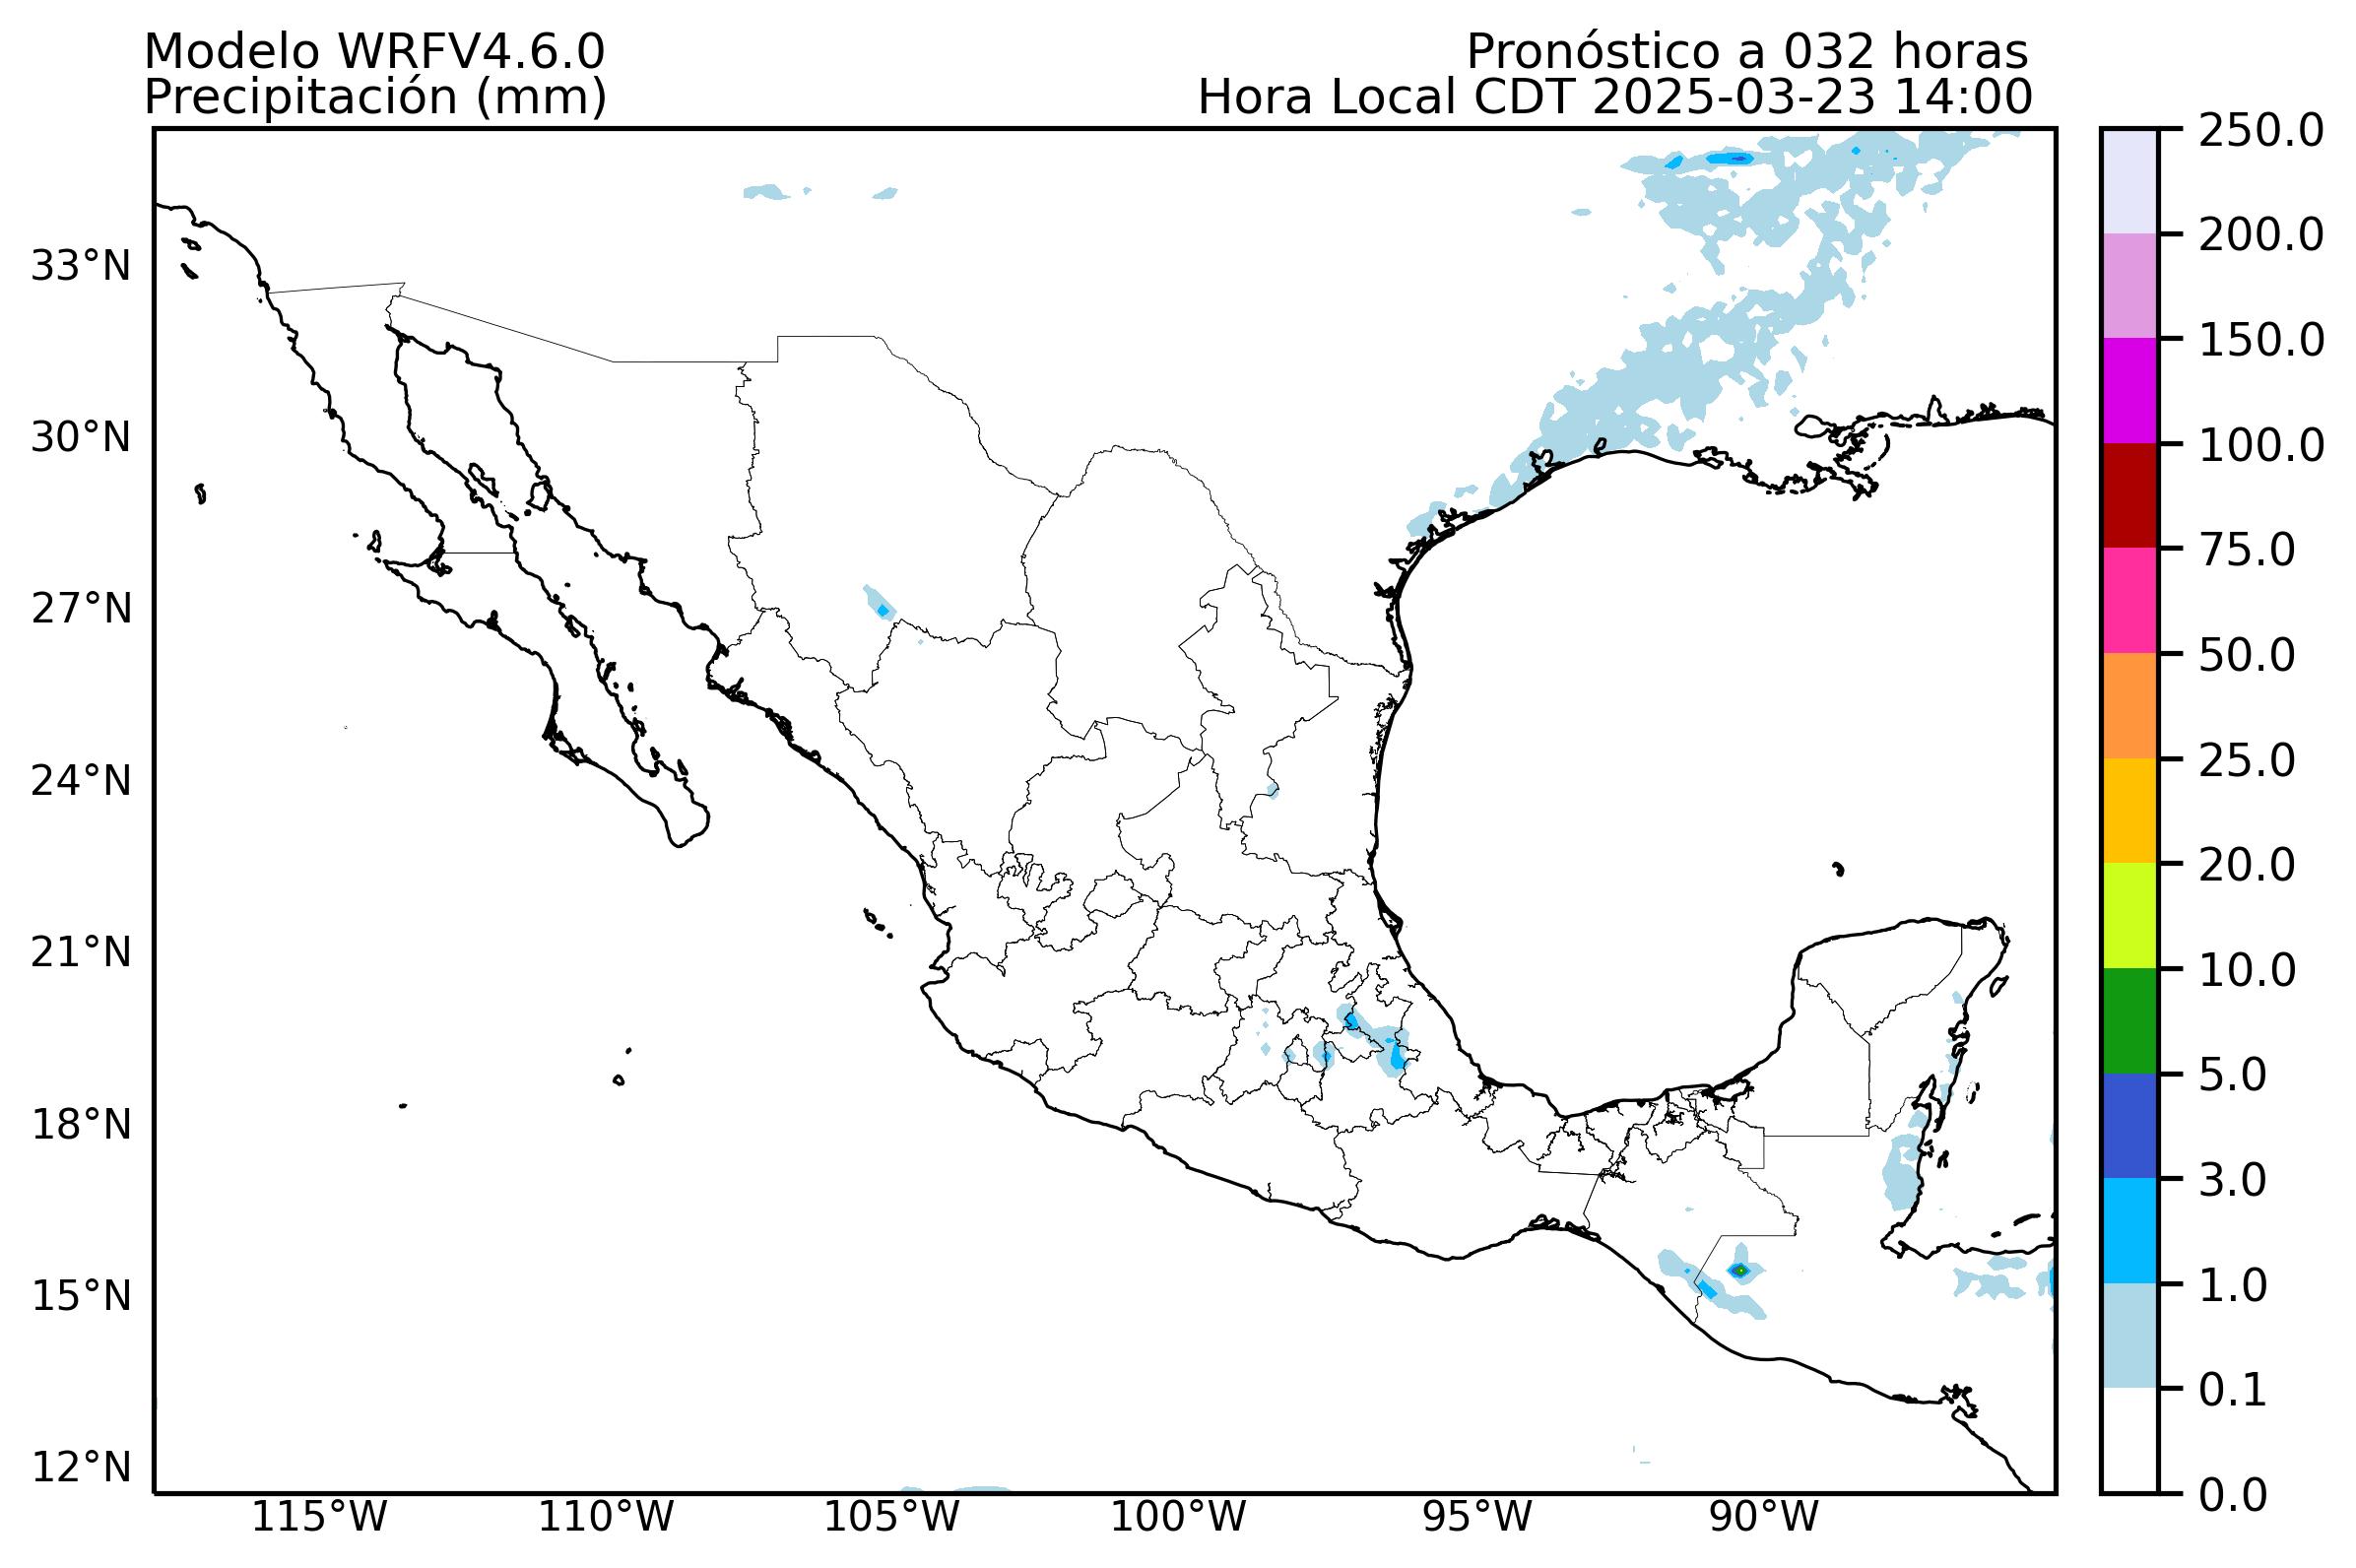 Modelo WRFV4.6.0
Precipitación (mm)
Pronóstico a 032 horas
Hora Local CDT 2025-03-23 14:00
33°N
30°N
27°N
24°N
21°N
18°N
15°N
12°N
115°W
110°W
105°W
100°W
95°W
90°W
250.0
200.0
150.0
100.0
75.0
50.0
25.0
20.0
10.0
5.0
3.0
1.0
0.1
0.0